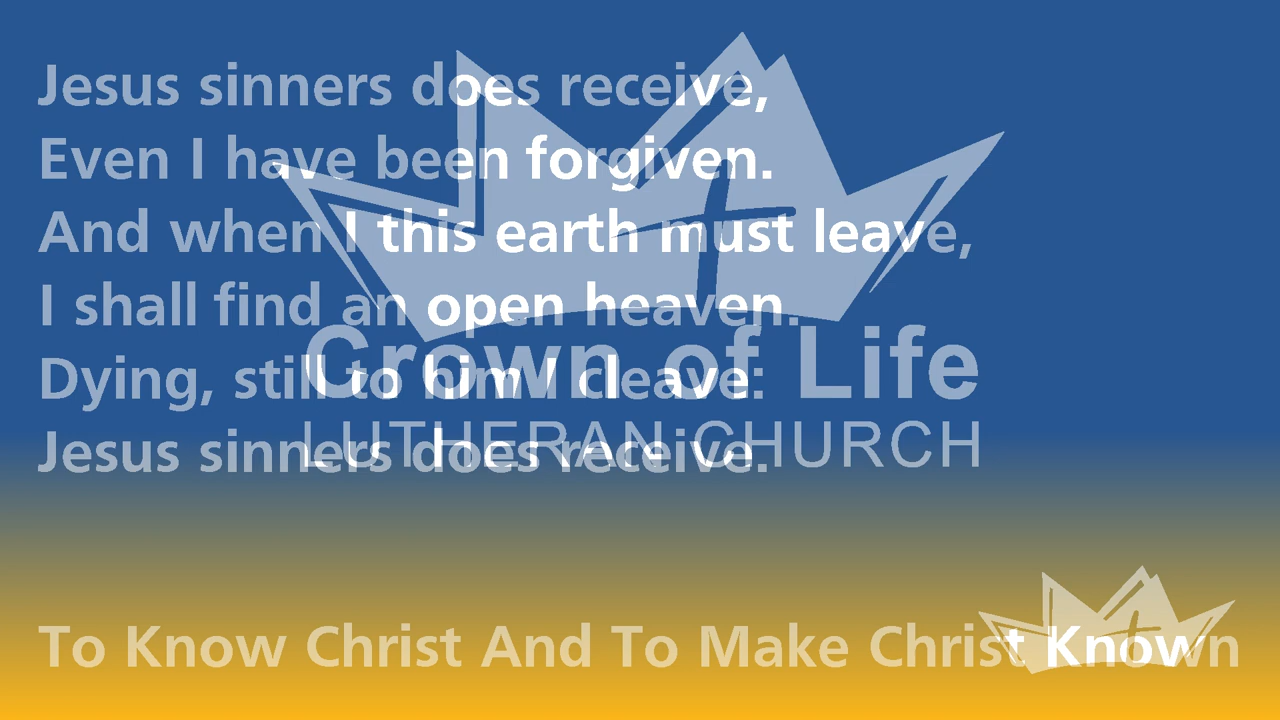 Jesus sinners does receive,
Even I have been forgiven.
And when I this earth must leave,
I shall find an open heaven.
Dying, still to him I cleave:
Jesus sinners does receive.
Crown of Life
LUTHERAN CHURCH
To Know Christ And To Make Christ Known